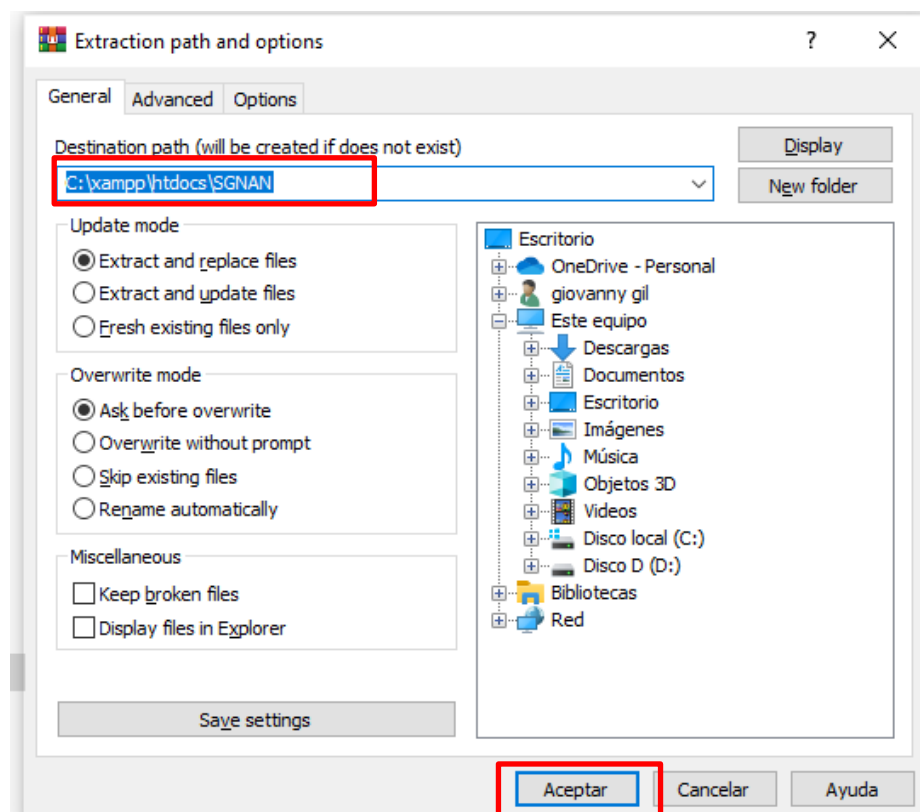 Extraction path and options
?
General
Advanced
Options
Destination path (will be created if does not exist)
Display
C:\xampp\htdocs\SGNAN
New folder
Update mode
Extract and replace files
Extract and update files
Fresh existing files only
Overwrite mode
Ask before overwrite
Overwrite without prompt
Skip existing files
Rename automatically
Miscellaneous
Keep broken files
Display files in Explorer
Save settings
Escritorio
OneDrive - Personal
giovanny gil
Este equipo
Descargas
Documentos
Escritorio
Imágenes
Música
Objetos 3D
Videos
Disco local (C:)
Disco D (D:)
Bibliotecas
Red
Aceptar
Cancelar
Ayuda